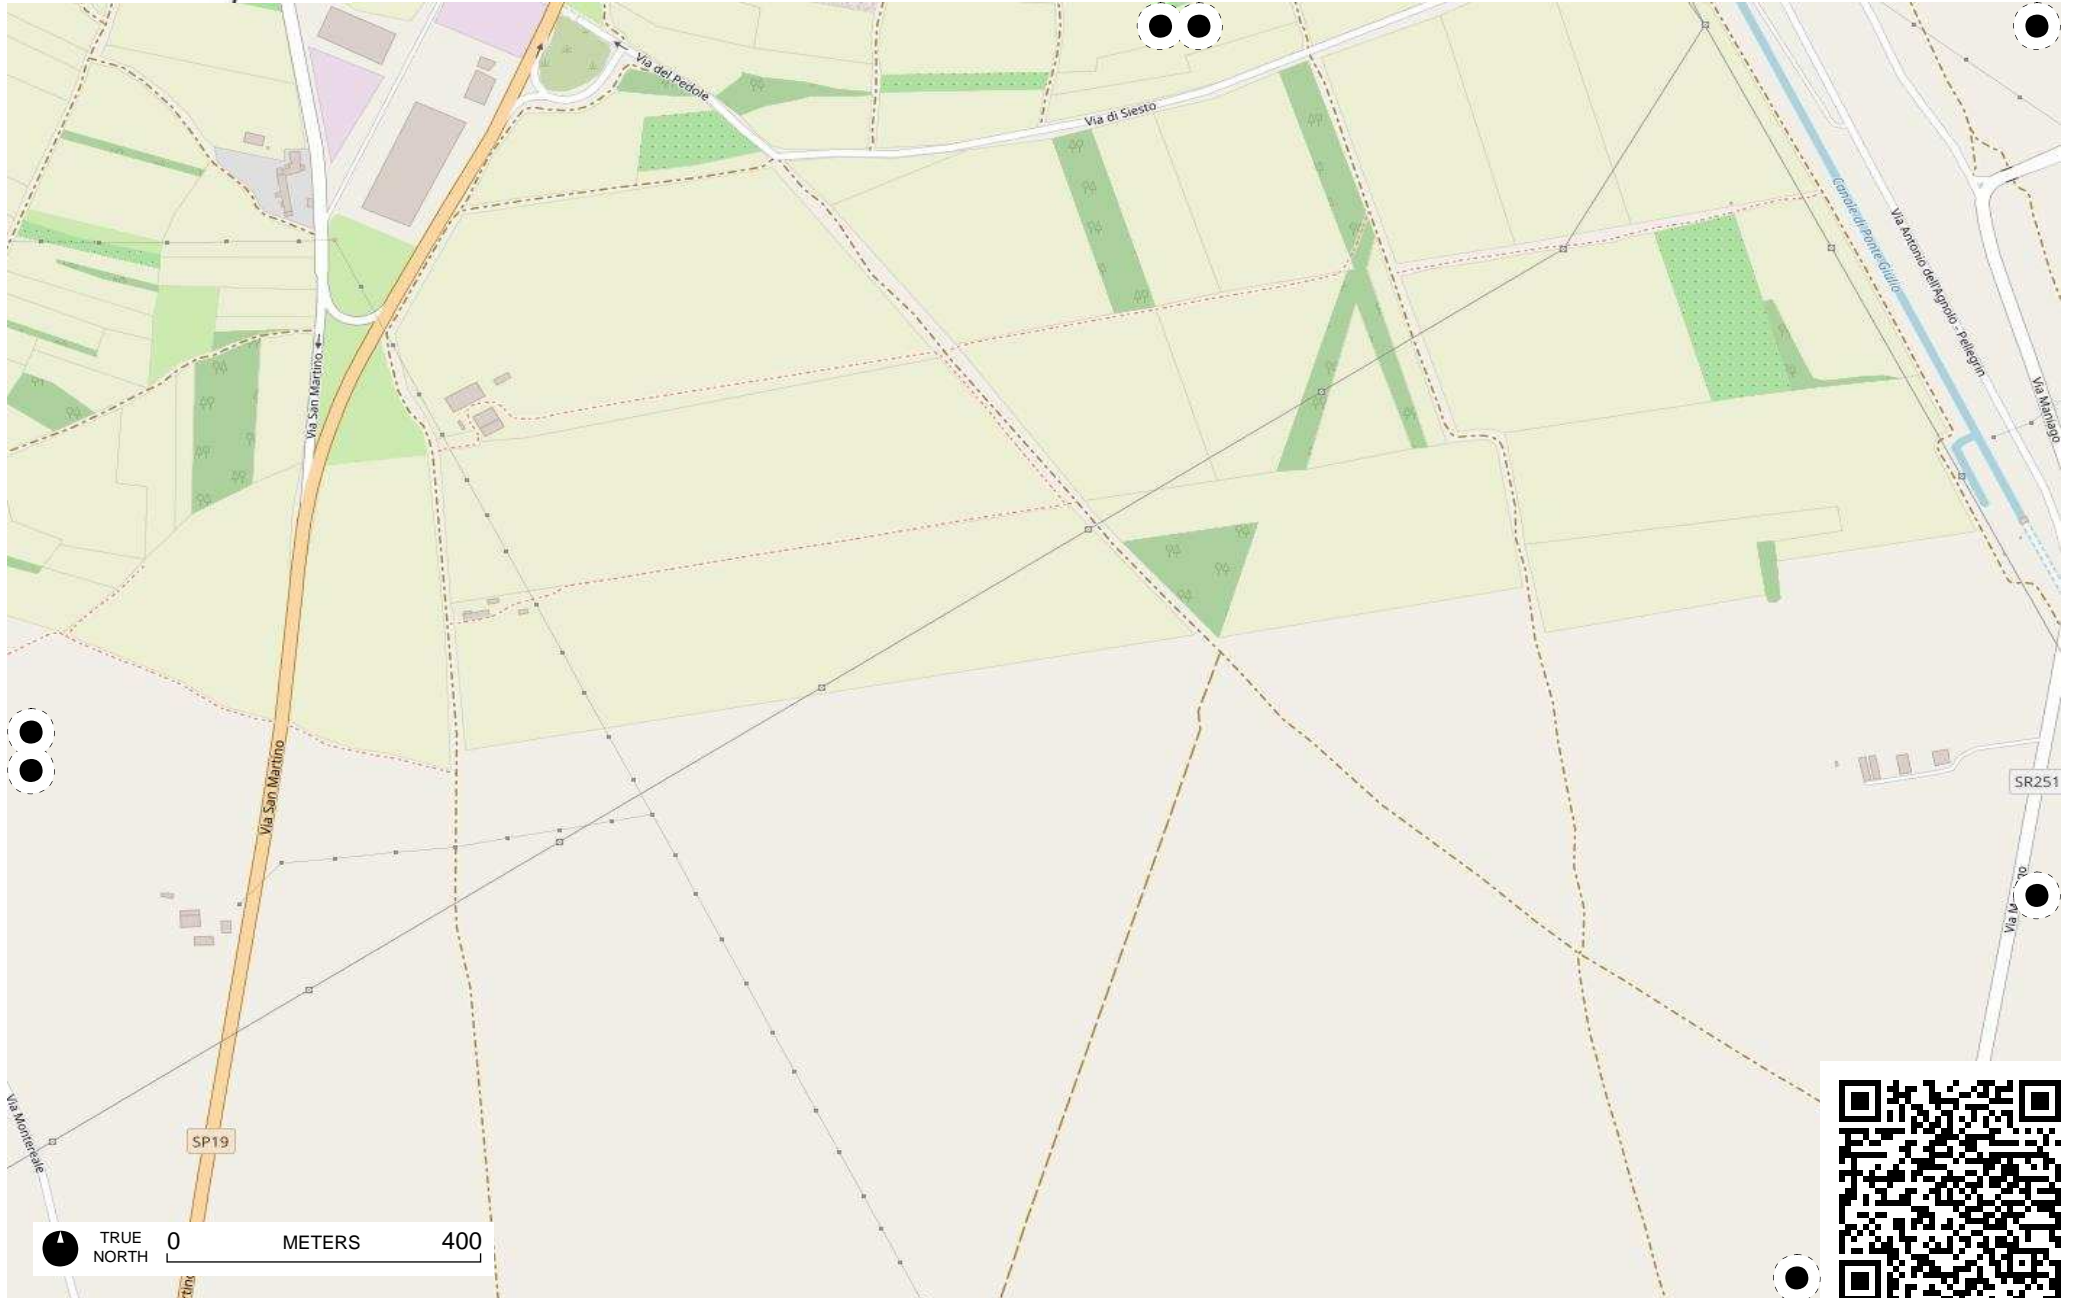 Via del Pedole
Via di Siesto
Canale di Ponte Giulio
Via Antonio dell'Agnolo - Pellegrin
Via Maniago
Via San Martino
Via San Martino
SR251
Via M
Via Montereale
SP19
TRUE
NORTH
0 METERS 400